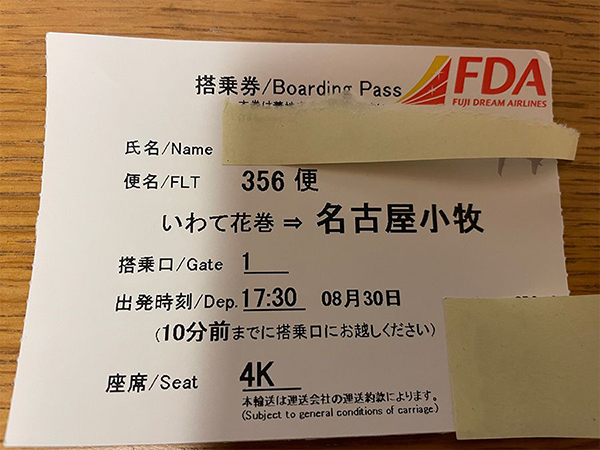 搭乗券/Boarding Pass
FDA
FUJI DREAM AIRLINES
氏名/Name
便名/FLT 356 便
いわて花巻 ⇒ 名古屋小牧
搭乗口/Gate 1
出発時刻/Dep. 17:30 08月30日
(10分前までに搭乗口にお越しください)
座席/Seat 4K
本輸送は運送会社の運送約款によります。
(Subject to general conditions of carriage)